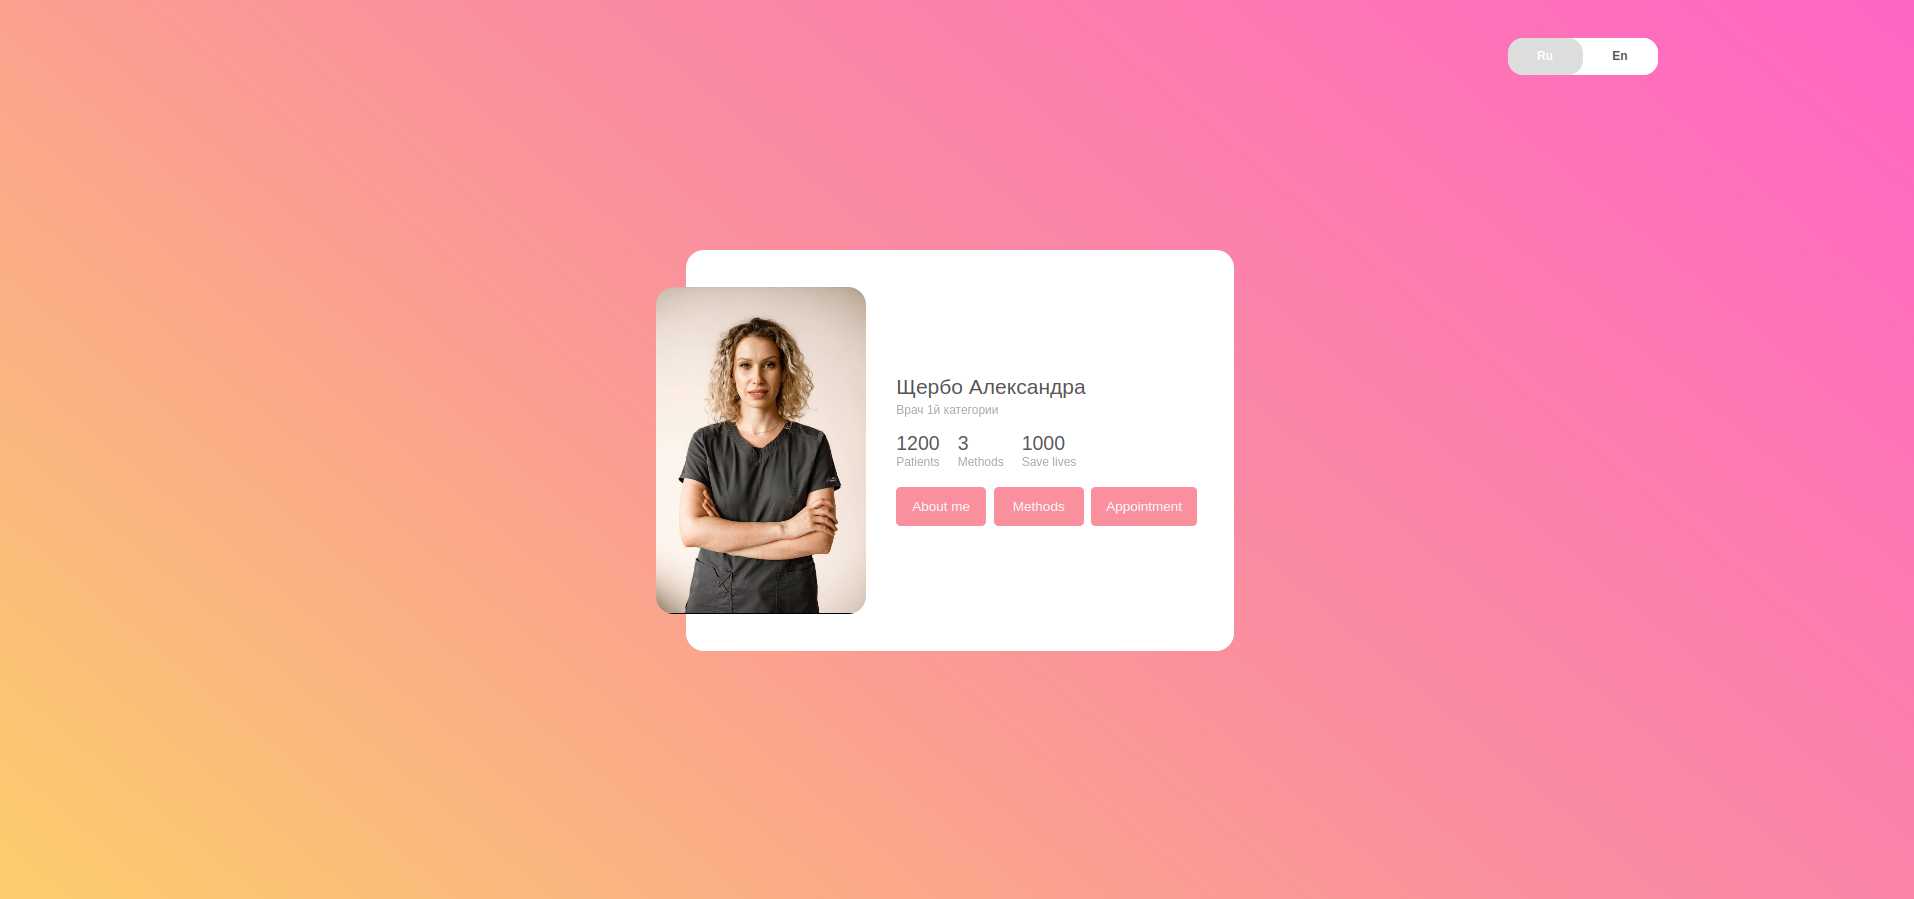 Ru En
Щербо Александра
Врач 1й категории
1200 3 1000
Patients Methods Save lives
About me Methods Appointment